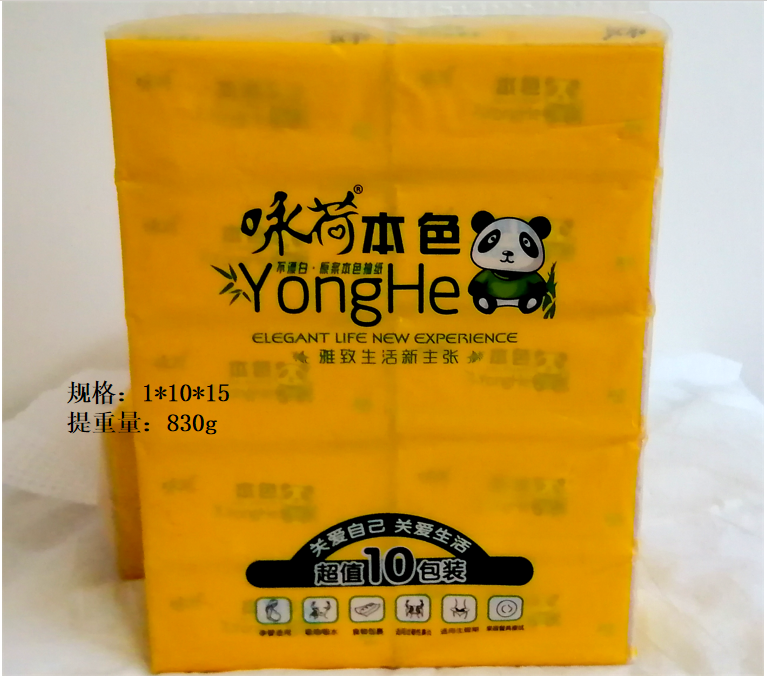 咏荷®本色
不漂白·原浆本色抽纸
YongHe
ELEGANT LIFE NEW EXPERIENCE
雅致生活新主张
规格：1*10*15
提重量：830g
关爱自己 关爱生活
超值10包装